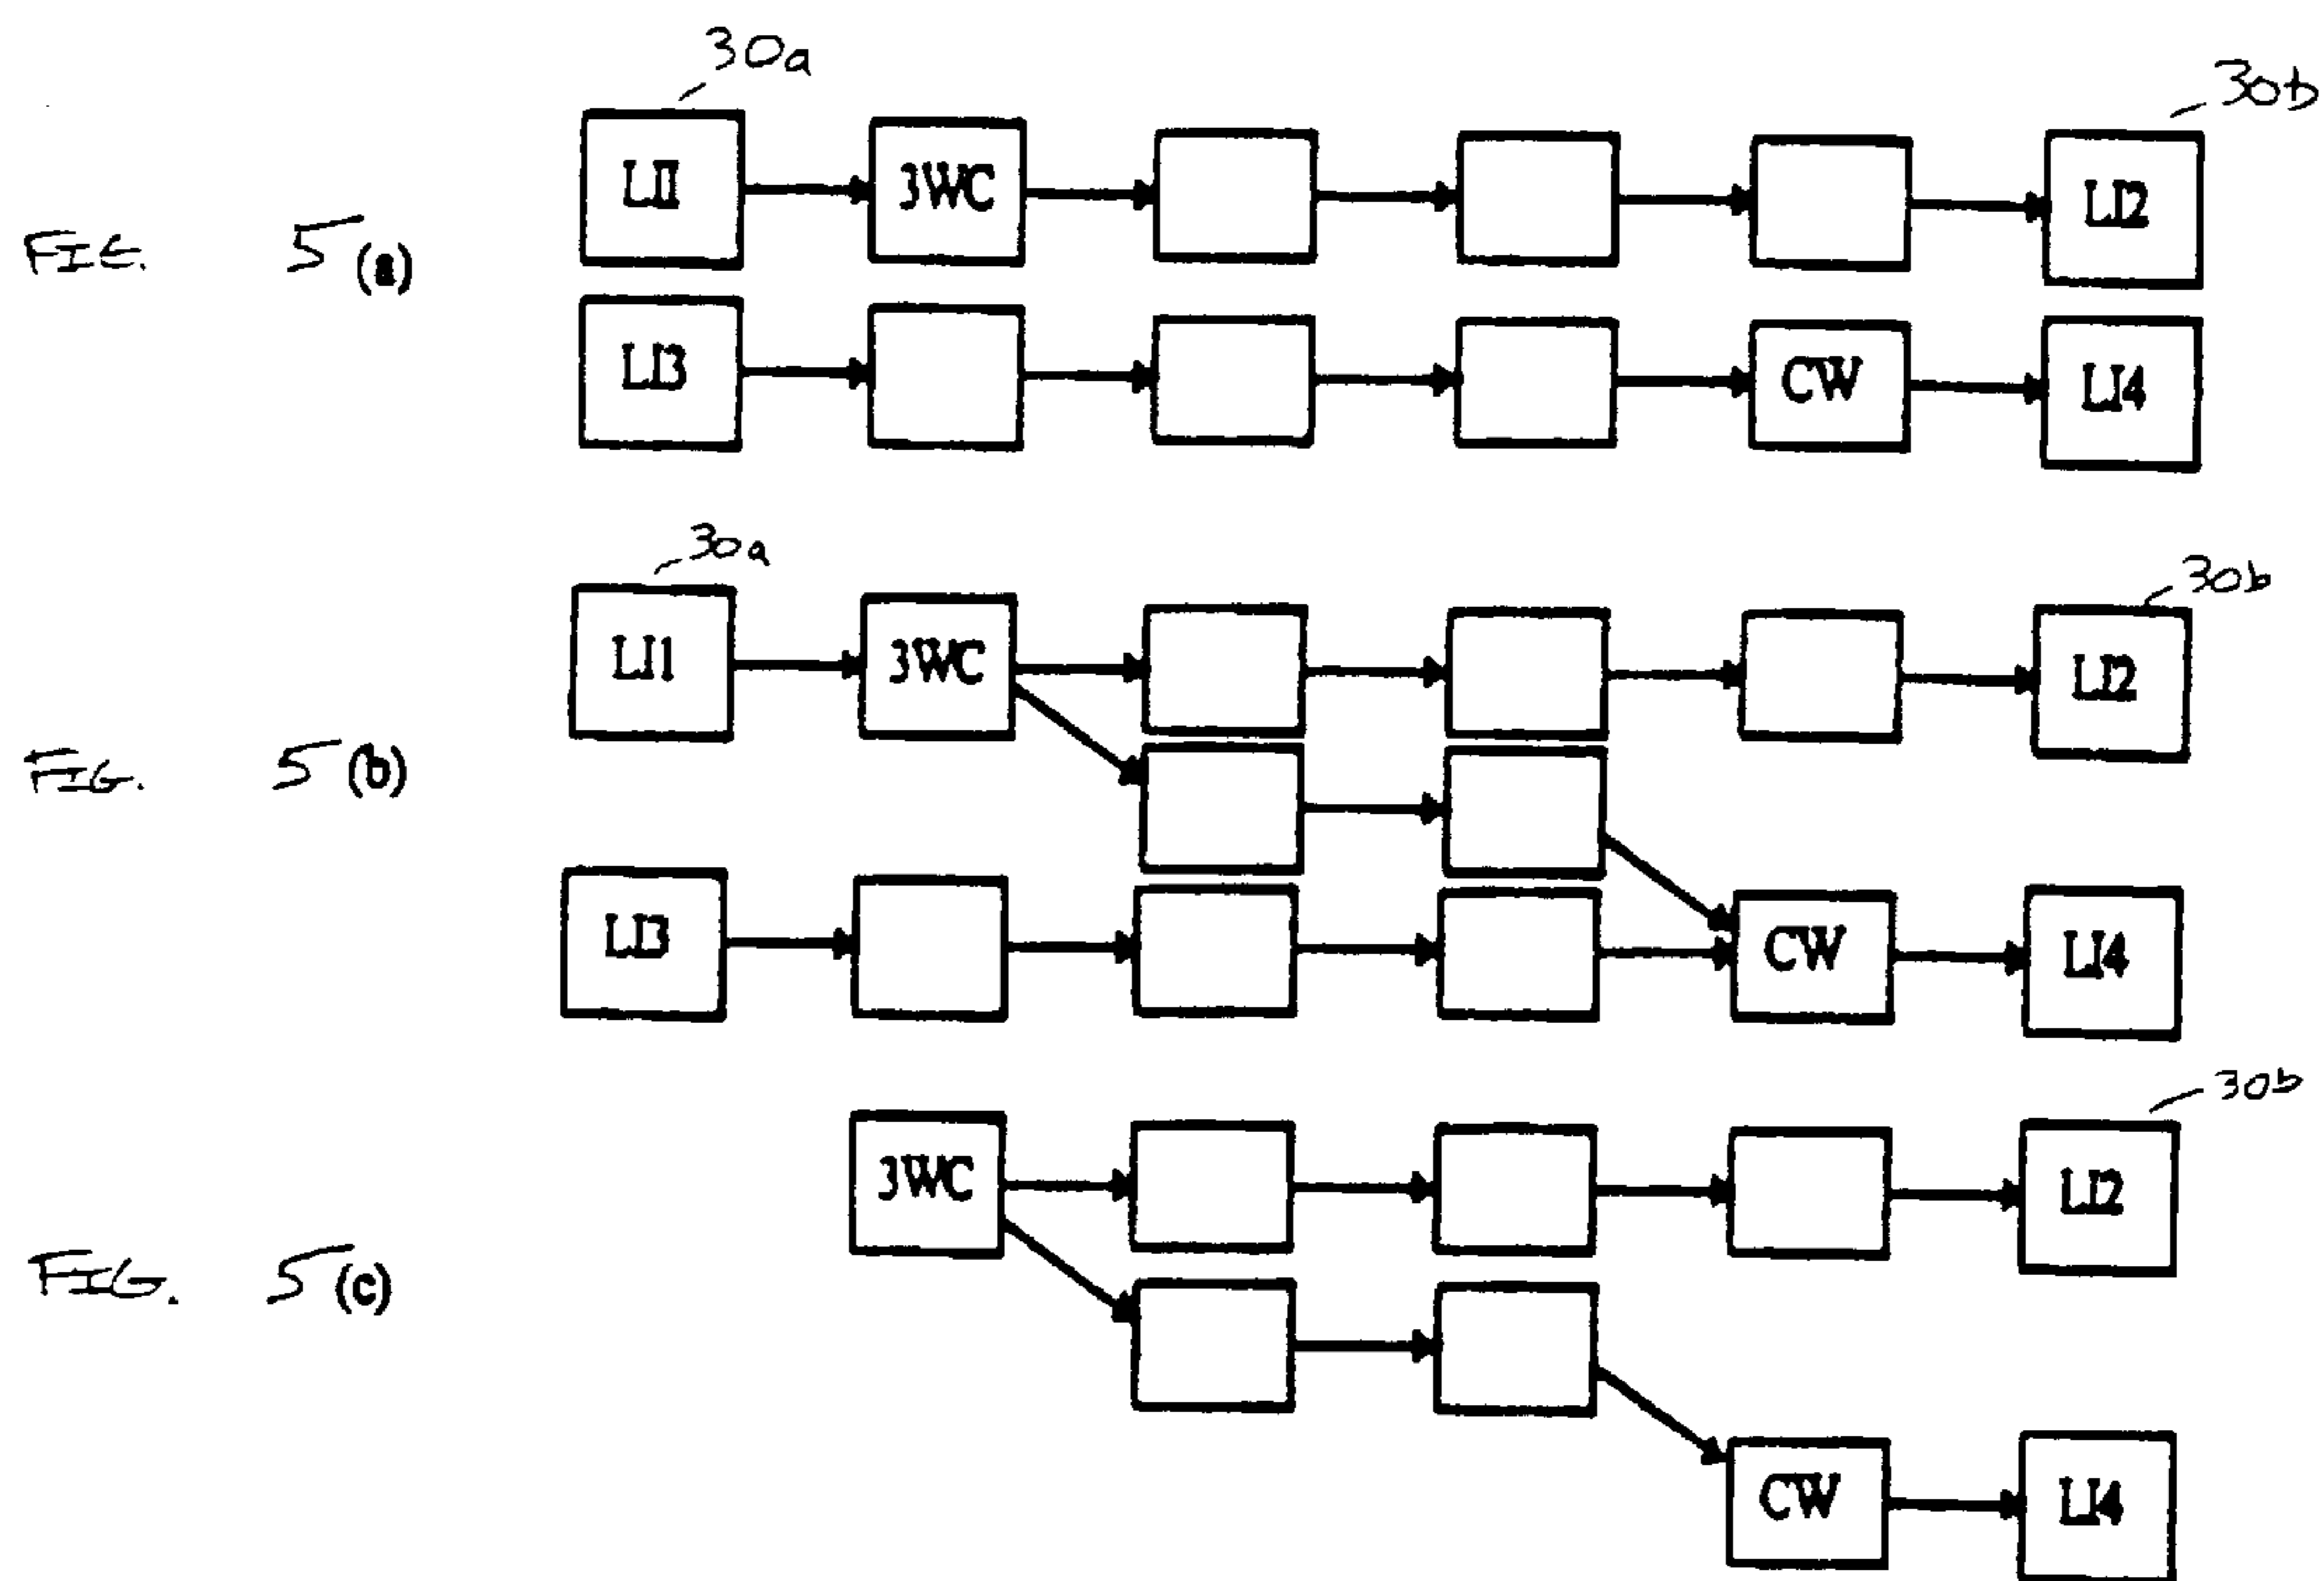 30a
30b
LI1 3WC LI2
FIG. 5 (a)
LI3 CW LI4
30a
30b
LI1 3WC LI2
FIG. 5 (b)
LI3 CW LI4
30b
3WC LI2
FIG. 5 (c)
CW LI4